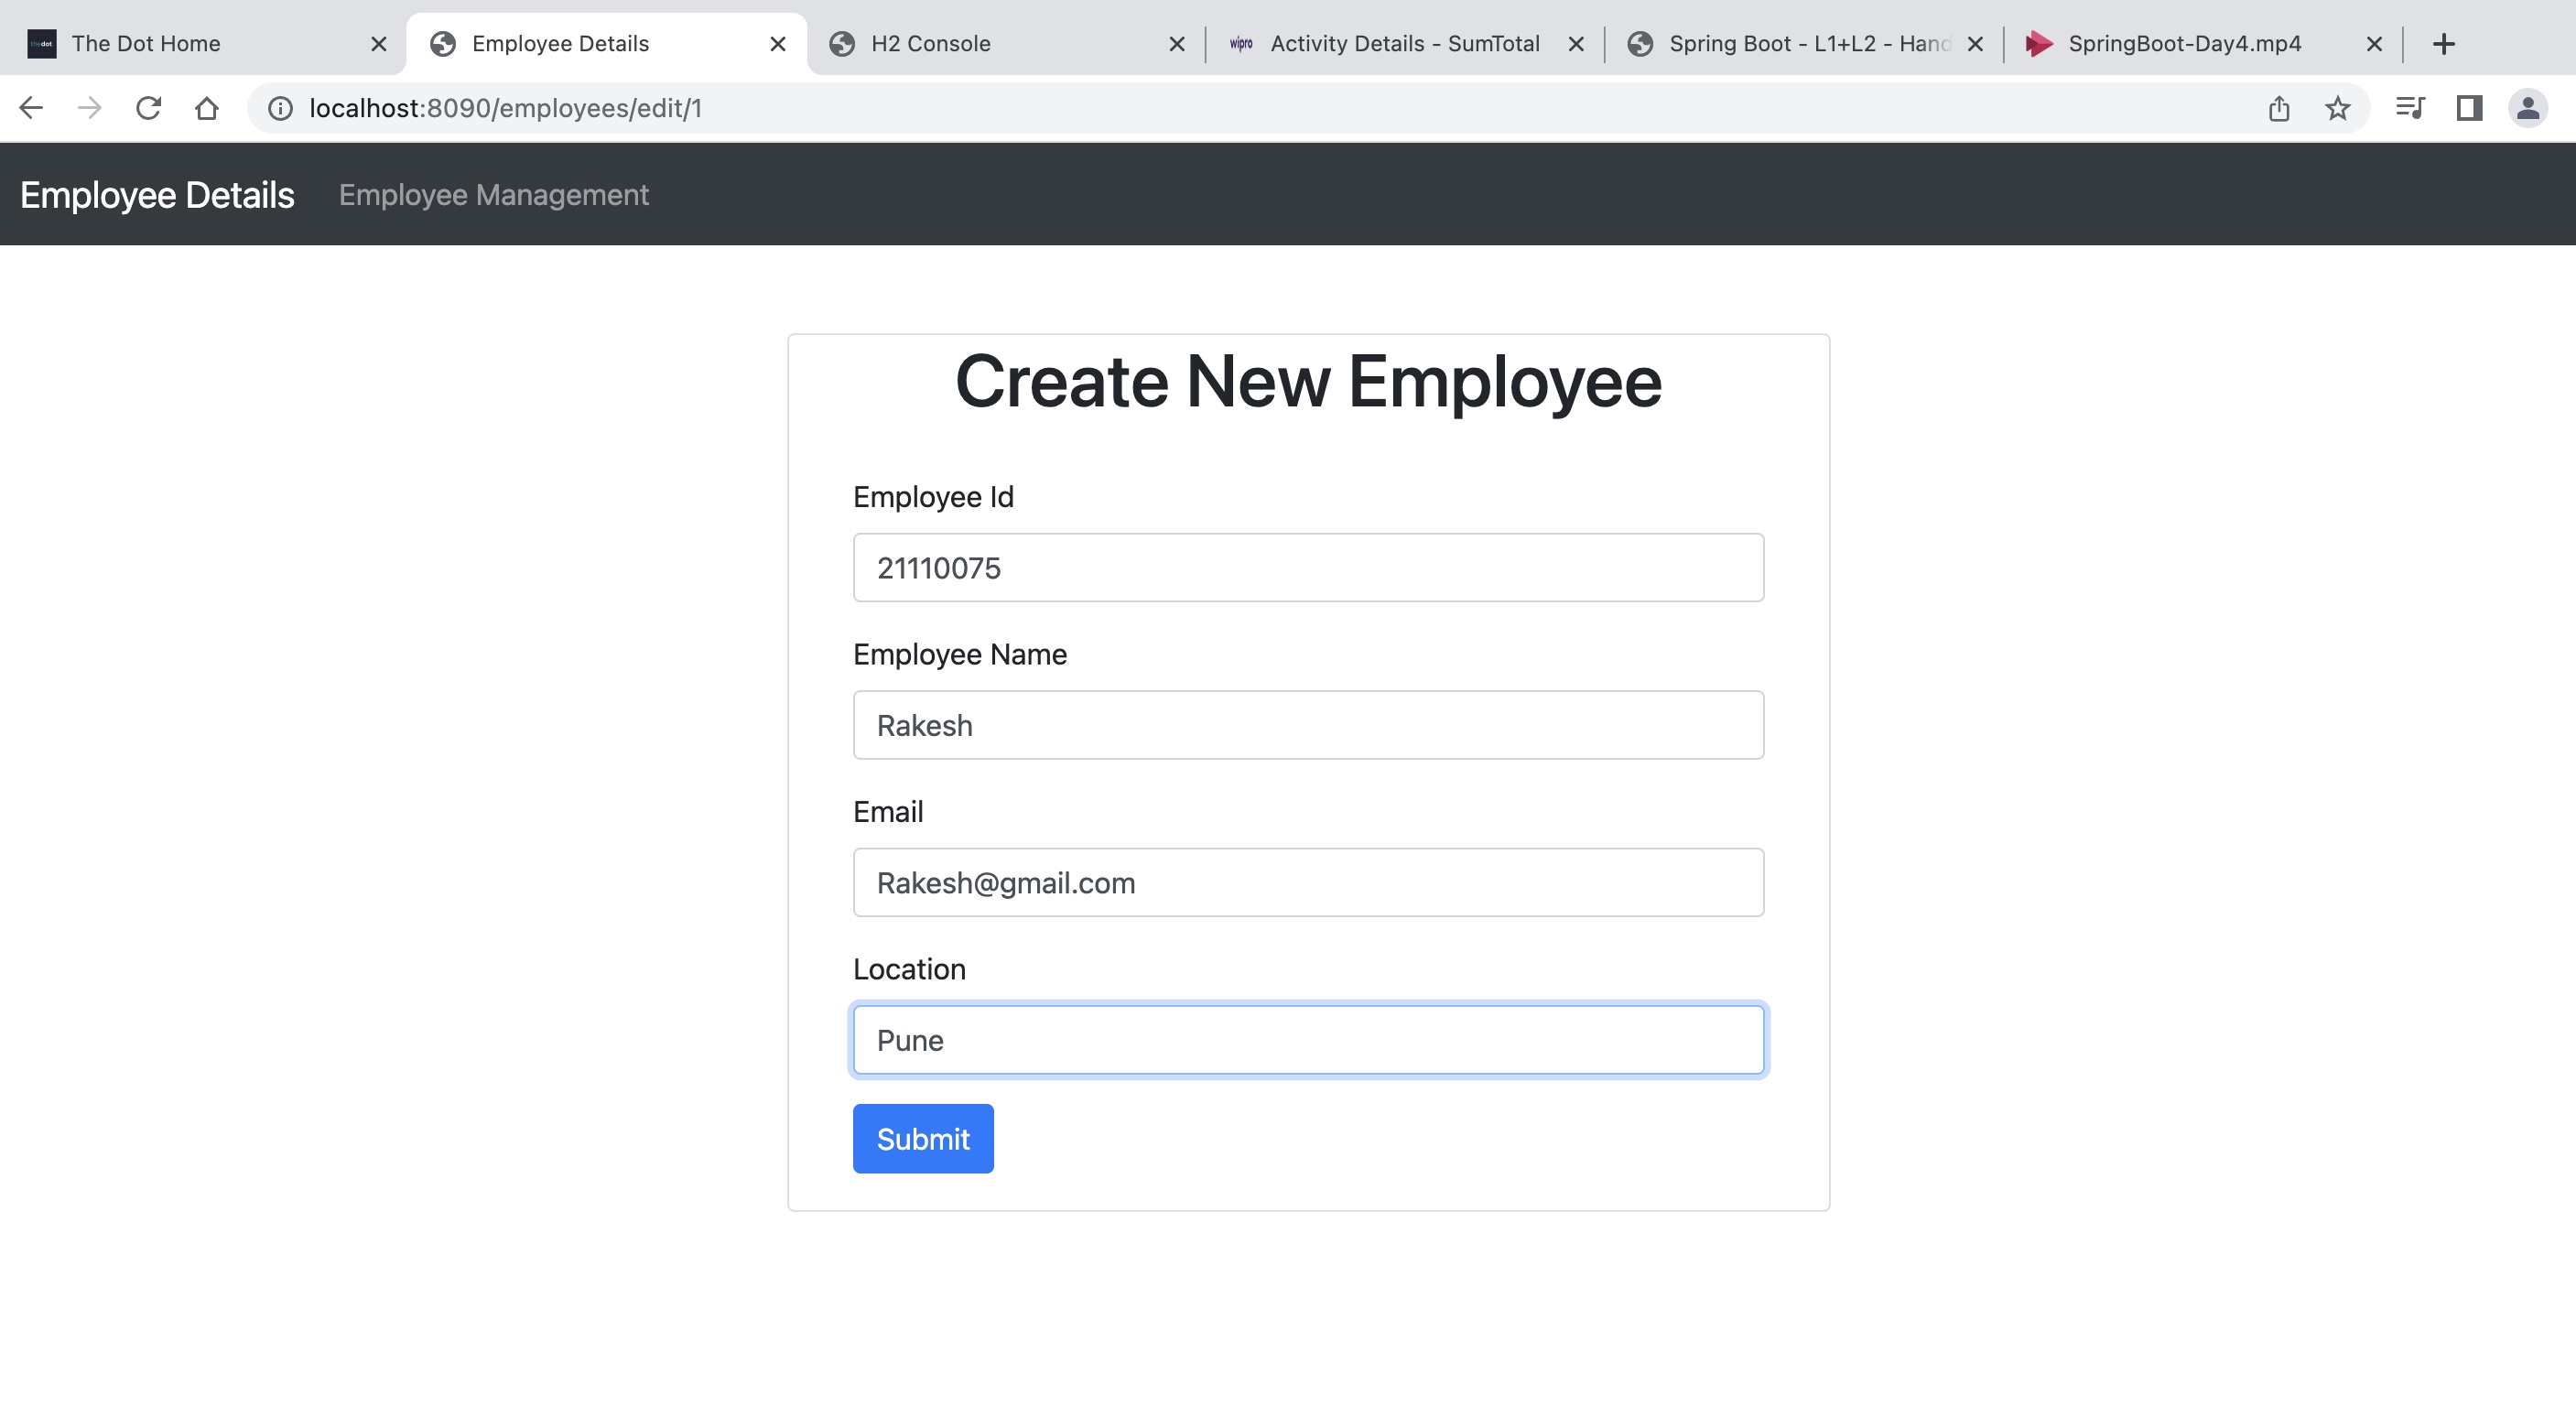 The Dot Home
Employee Details
H2 Console
wipro Activity Details - SumTotal
Spring Boot - L1+L2 - Hand
SpringBoot-Day4.mp4
localhost:8090/employees/edit/1
Employee Details Employee Management
Create New Employee
Employee Id
21110075
Employee Name
Rakesh
Email
Rakesh@gmail.com
Location
Pune
Submit